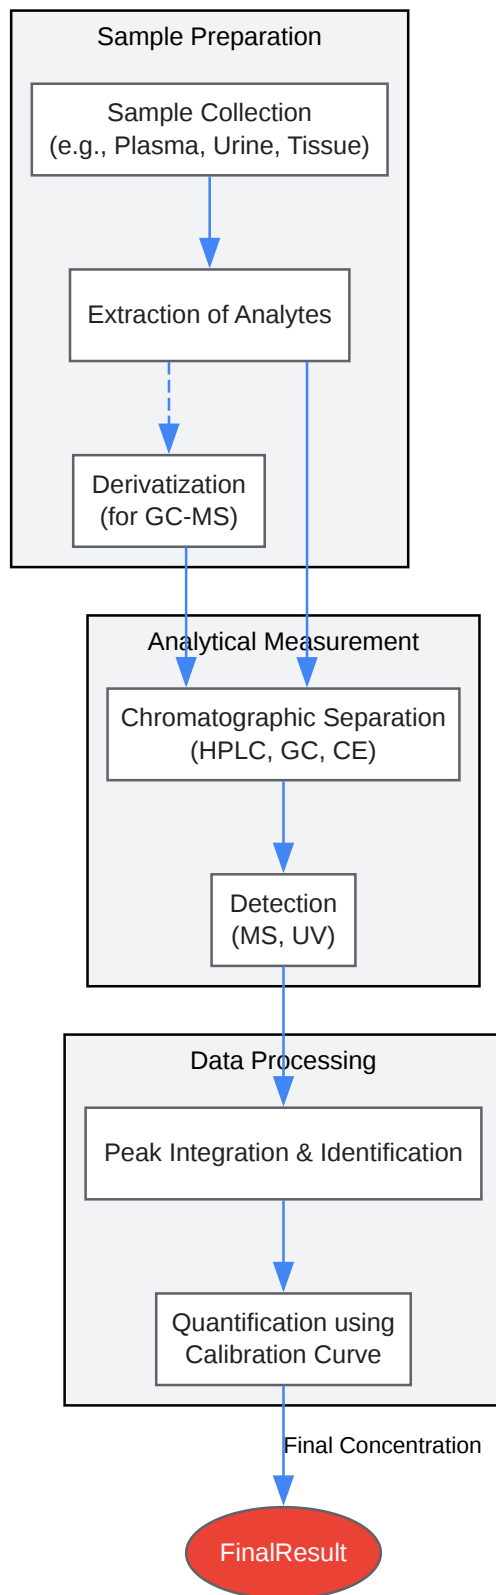 Sample Preparation
Sample Collection
(e.g., Plasma, Urine, Tissue)
Extraction of Analytes
Derivatization
(for GC-MS)
Analytical Measurement
Chromatographic Separation
(HPLC, GC, CE)
Detection
(MS, UV)
Data Processing
Peak Integration & Identification
Quantification using
Calibration Curve
Final Concentration
FinalResult